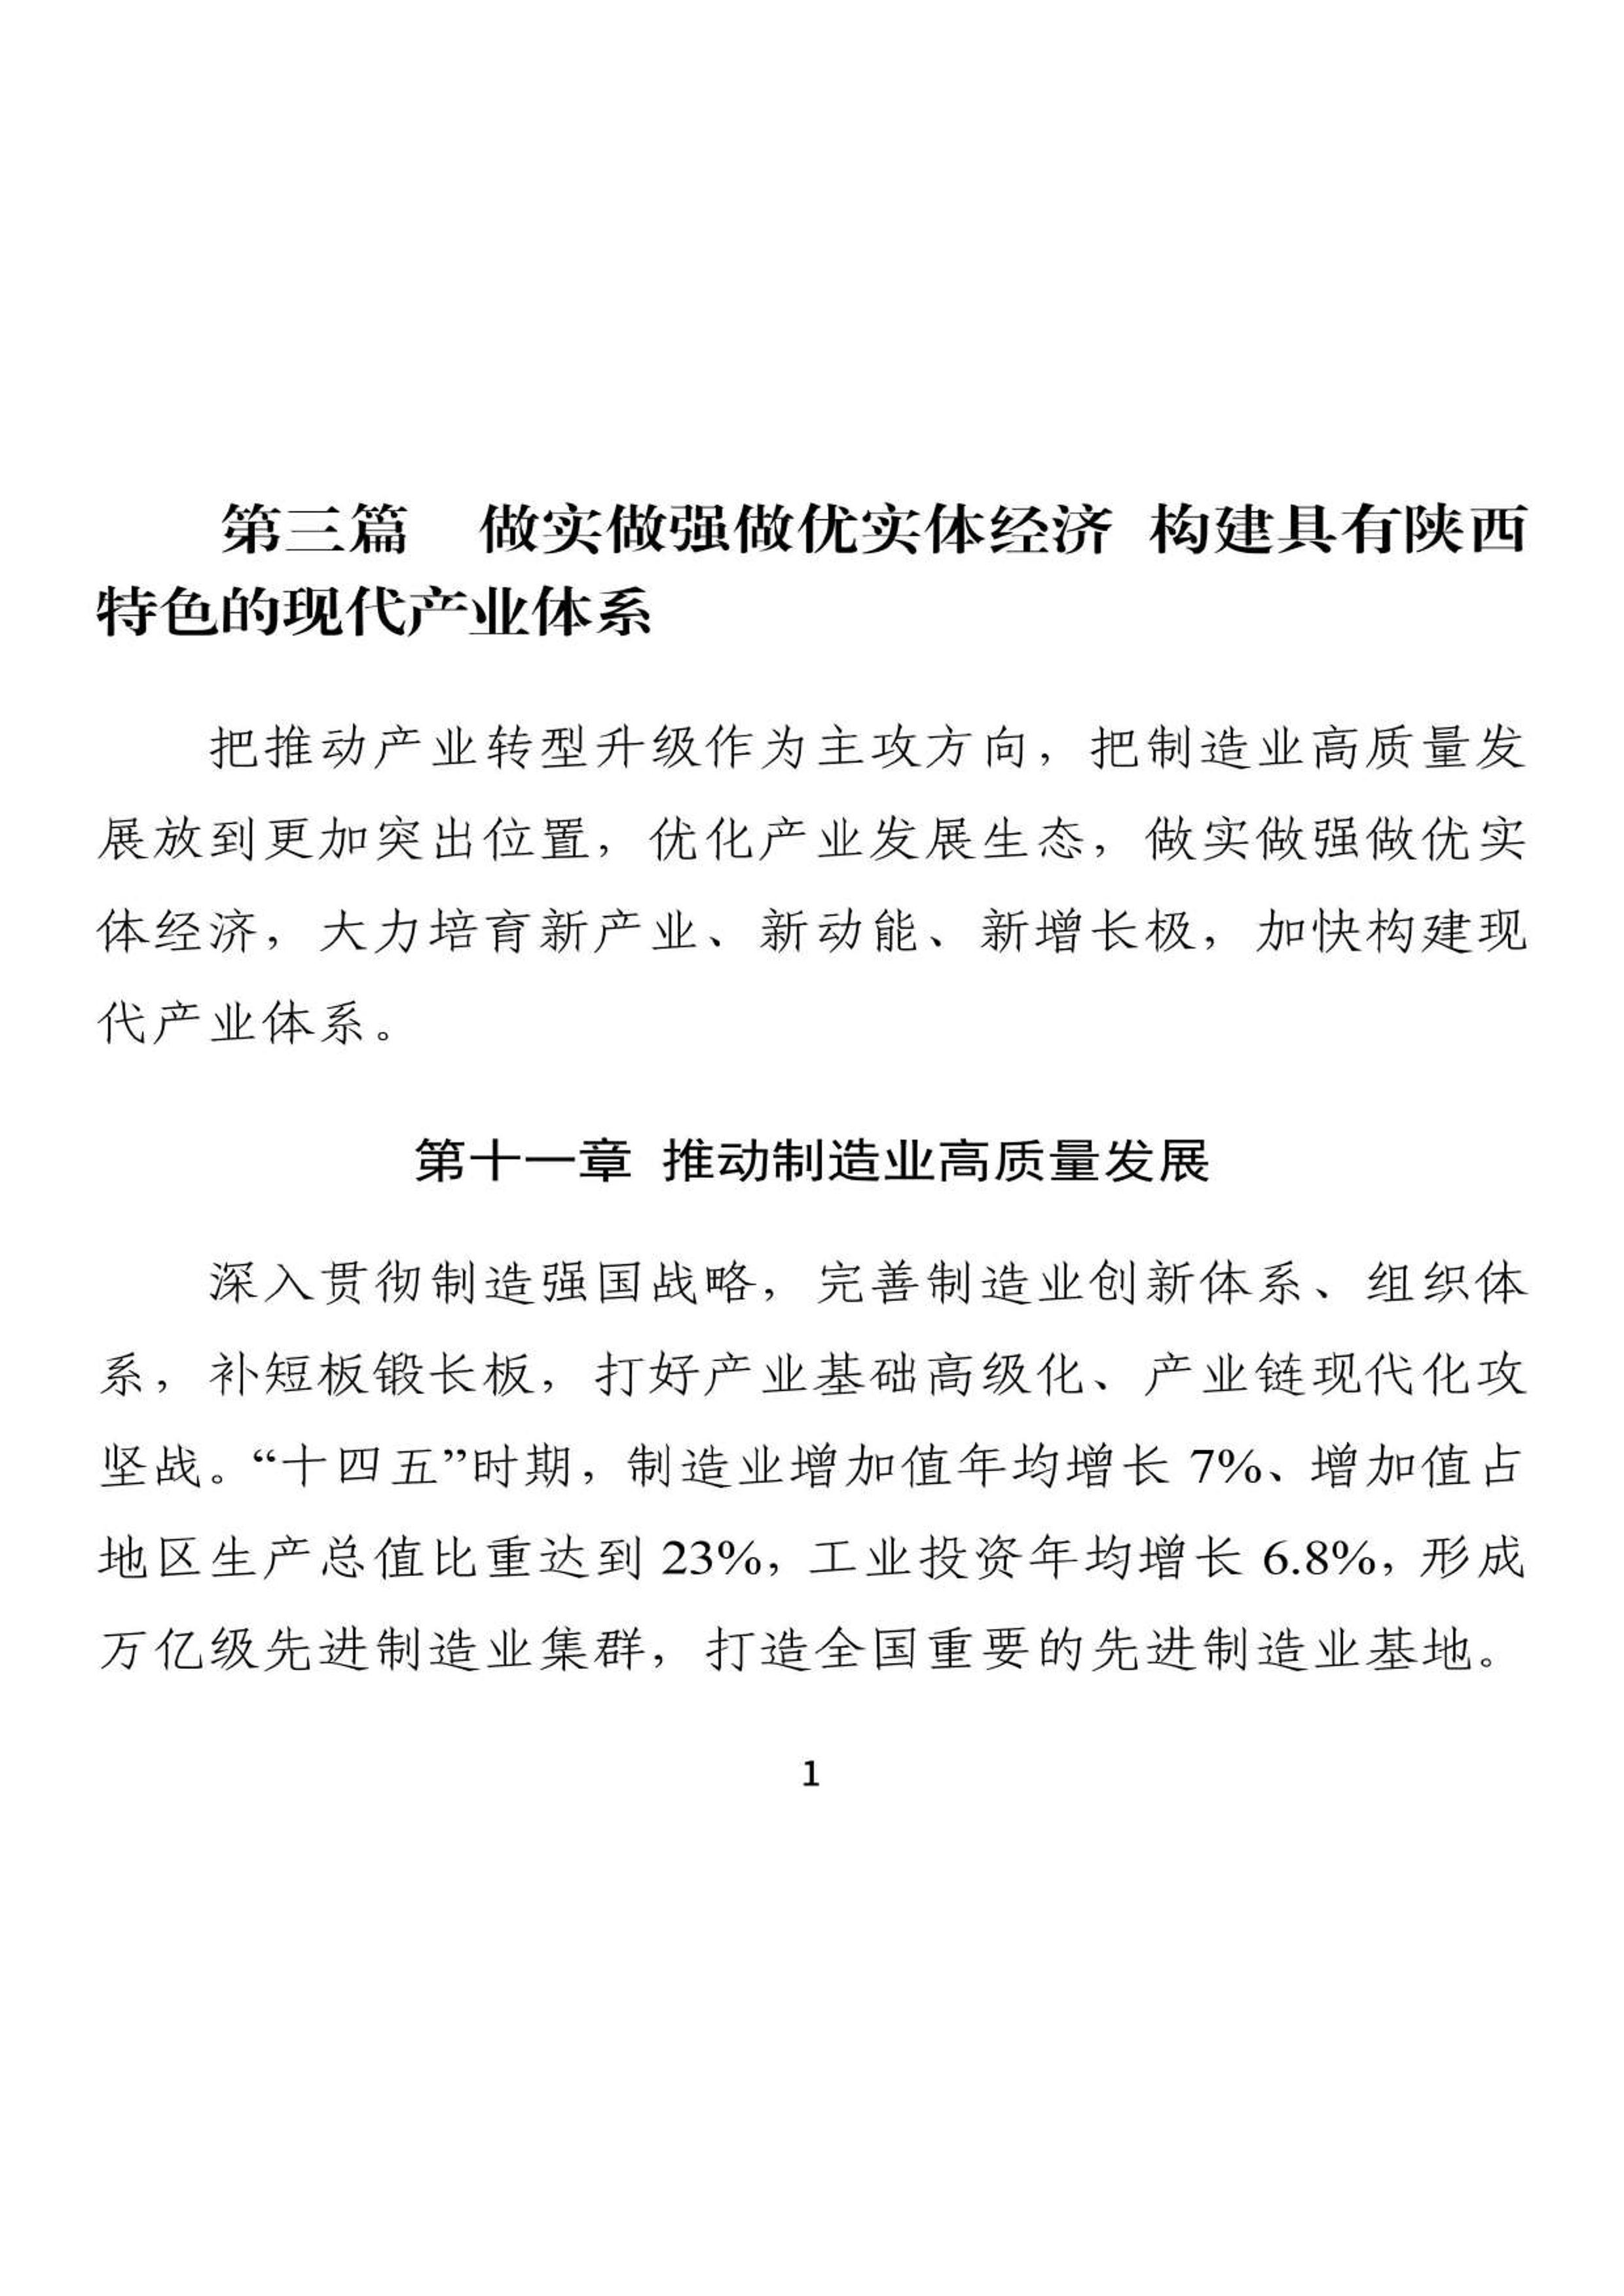 第三篇 做实做强做优实体经济 构建具有陕西
特色的现代产业体系
把推动产业转型升级作为主攻方向，把制造业高质量发
展放到更加突出位置，优化产业发展生态，做实做强做优实
体经济，大力培育新产业、新动能、新增长极，加快构建现
代产业体系。
第十一章 推动制造业高质量发展
深入贯彻制造强国战略，完善制造业创新体系、组织体
系，补短板锻长板，打好产业基础高级化、产业链现代化攻
坚战。“十四五”时期，制造业增加值年均增长 7%、增加值占
地区生产总值比重达到 23%，工业投资年均增长 6.8%，形成
万亿级先进制造业集群，打造全国重要的先进制造业基地。
1